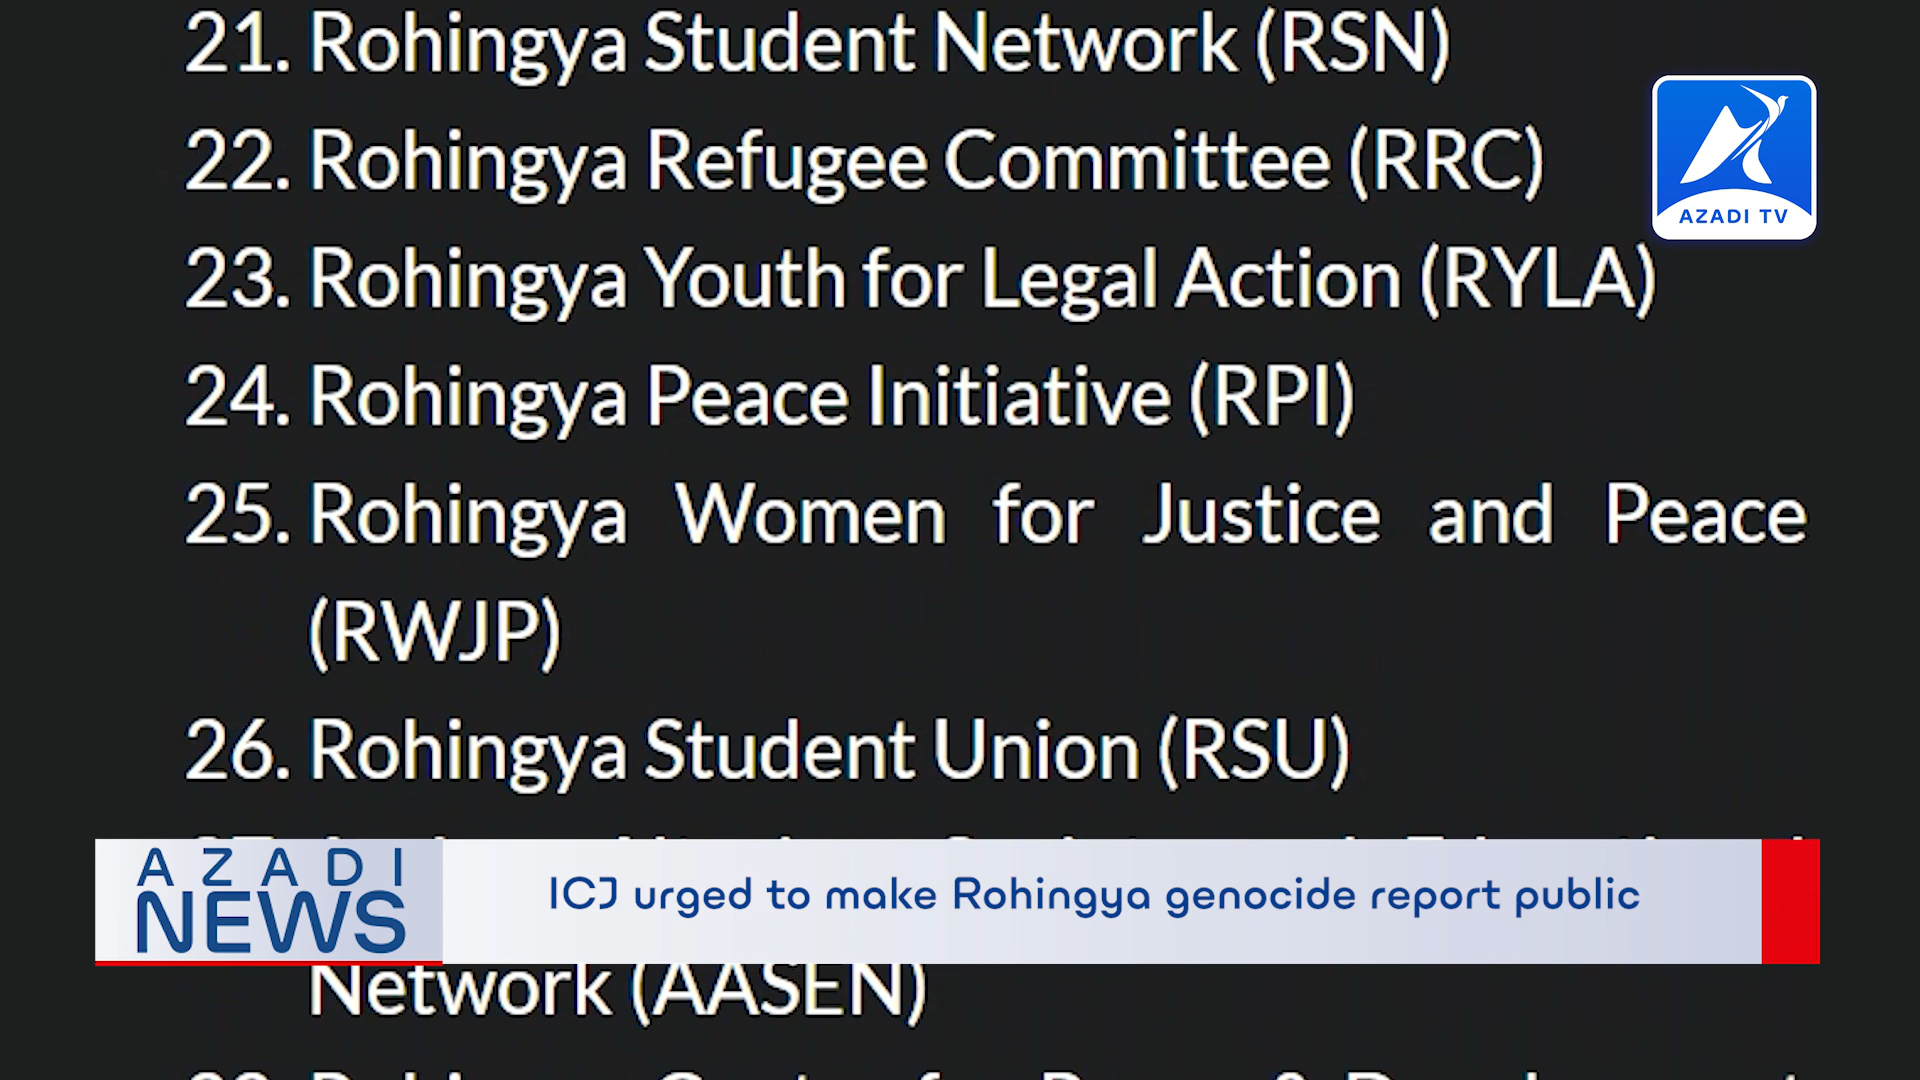 21. Rohingya Student Network (RSN)
22. Rohingya Refugee Committee (RRC)
AZADI TV
23. Rohingya Youth for Legal Action (RYLA)
24. Rohingya Peace Initiative (RPI)
25. Rohingya Women for Justice and Peace
(RWJP)
26. Rohingya Student Union (RSU)
AZADI
NEWS
ICJ urged to make Rohingya genocide report public
Network (AASEN)